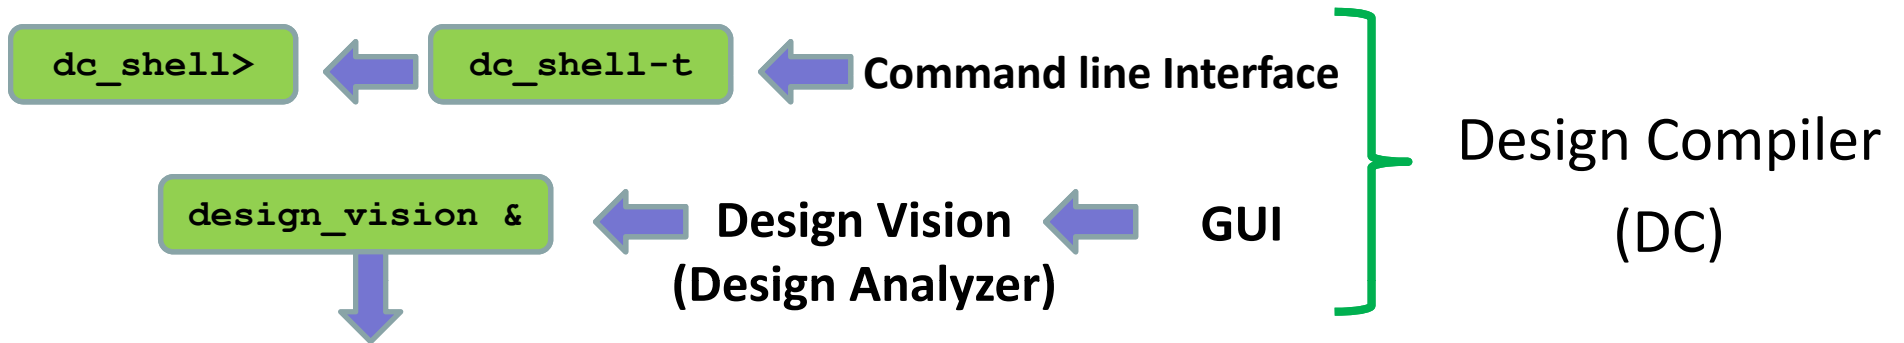 dc_shell>
dc_shell-t
Command line Interface
Design Compiler
(DC)
design_vision &
Design Vision
(Design Analyzer)
GUI